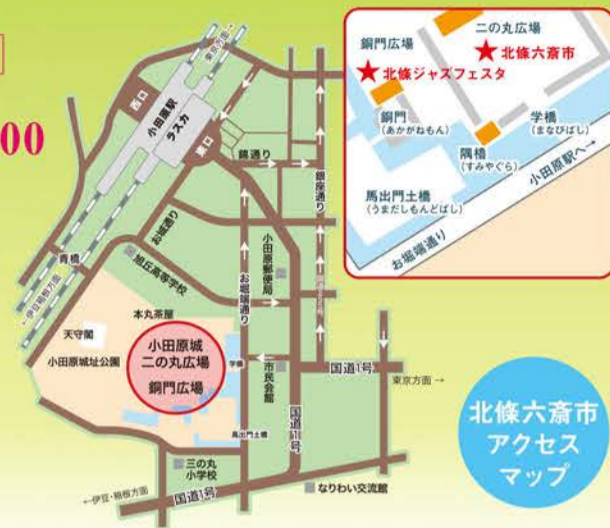 00
東京方面→
西口
小田原駅
ラスカ
東口
錦通り
銀座通り
お城通り
青橋
旭丘高等学校
小田原郵便局
お堀端通り
←伊豆箱根方面
本丸茶屋
天守閣
小田原城址公園
小田原城
二の丸広場
銅門広場
学橋
市民会館
国道1号
東京方面→
馬出門土橋
国道1号
三の丸
小学校
←伊豆・箱根方面
国道1号
なりわい交流館
二の丸広場
★北條六斎市
銅門広場
★北條ジャズフェスタ
銅門
(あかがねもん)
学橋
(まなびばし)
隅櫓
(すみやぐら)
小田原駅へ→
馬出門土橋
(うまだしもんどばし)
お堀端通り
北條六斎市
アクセス
マップ